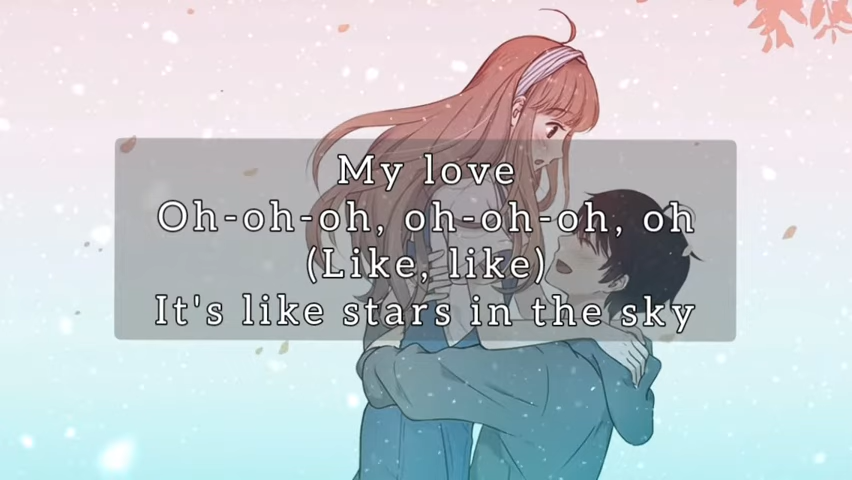 My love
Oh-oh-oh, oh-oh-oh, oh
(Like, like)
It's like stars in the sky